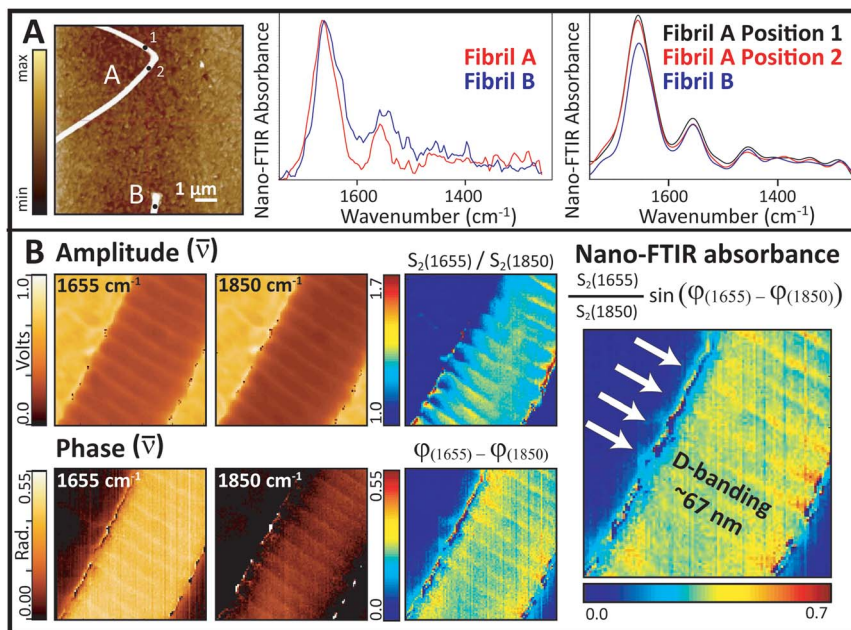 A
max
min
A
1
2
B
1 μm
Nano-FTIR Absorbance
Fibril A
Fibril B
1600
1400
Wavenumber (cm⁻¹)
Nano-FTIR Absorbance
Fibril A Position 1
Fibril A Position 2
Fibril B
1600
1400
Wavenumber (cm⁻¹)
B Amplitude (ν̅)
1.0
Volts
0.0
1655 cm⁻¹
1850 cm⁻¹
S₂(1655) / S₂(1850)
1.7
1.0
Phase (ν̅)
0.55
Rad.
0.00
1655 cm⁻¹
1850 cm⁻¹
φ(1655) – φ(1850)
0.55
0.0
Nano-FTIR absorbance
S₂(1655)
S₂(1850)
sin (φ(1655) – φ(1850))
D-banding
~67 nm
0.0
0.7